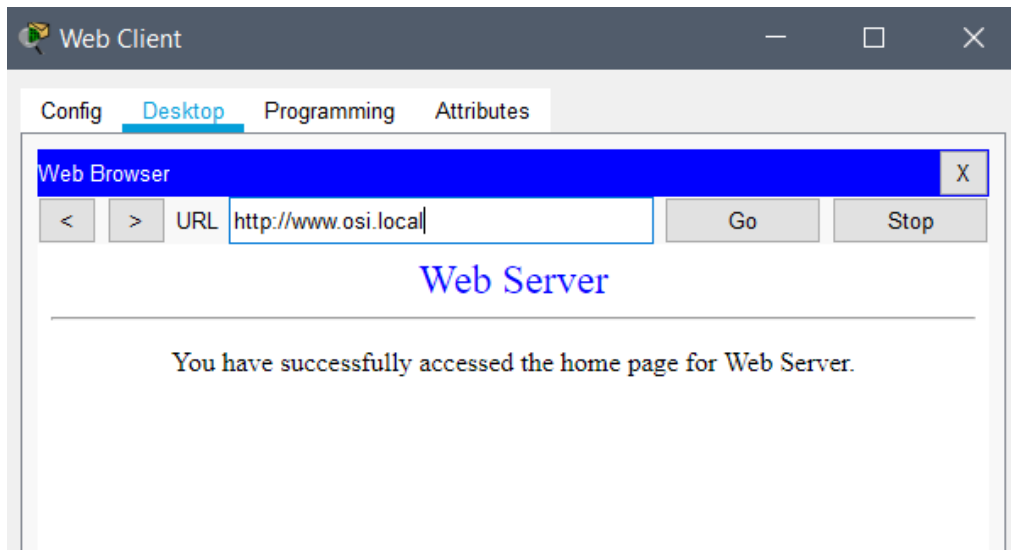 Web Client
Config Desktop Programming Attributes
Web Browser X
< > URL http://www.osi.local Go Stop
Web Server
You have successfully accessed the home page for Web Server.